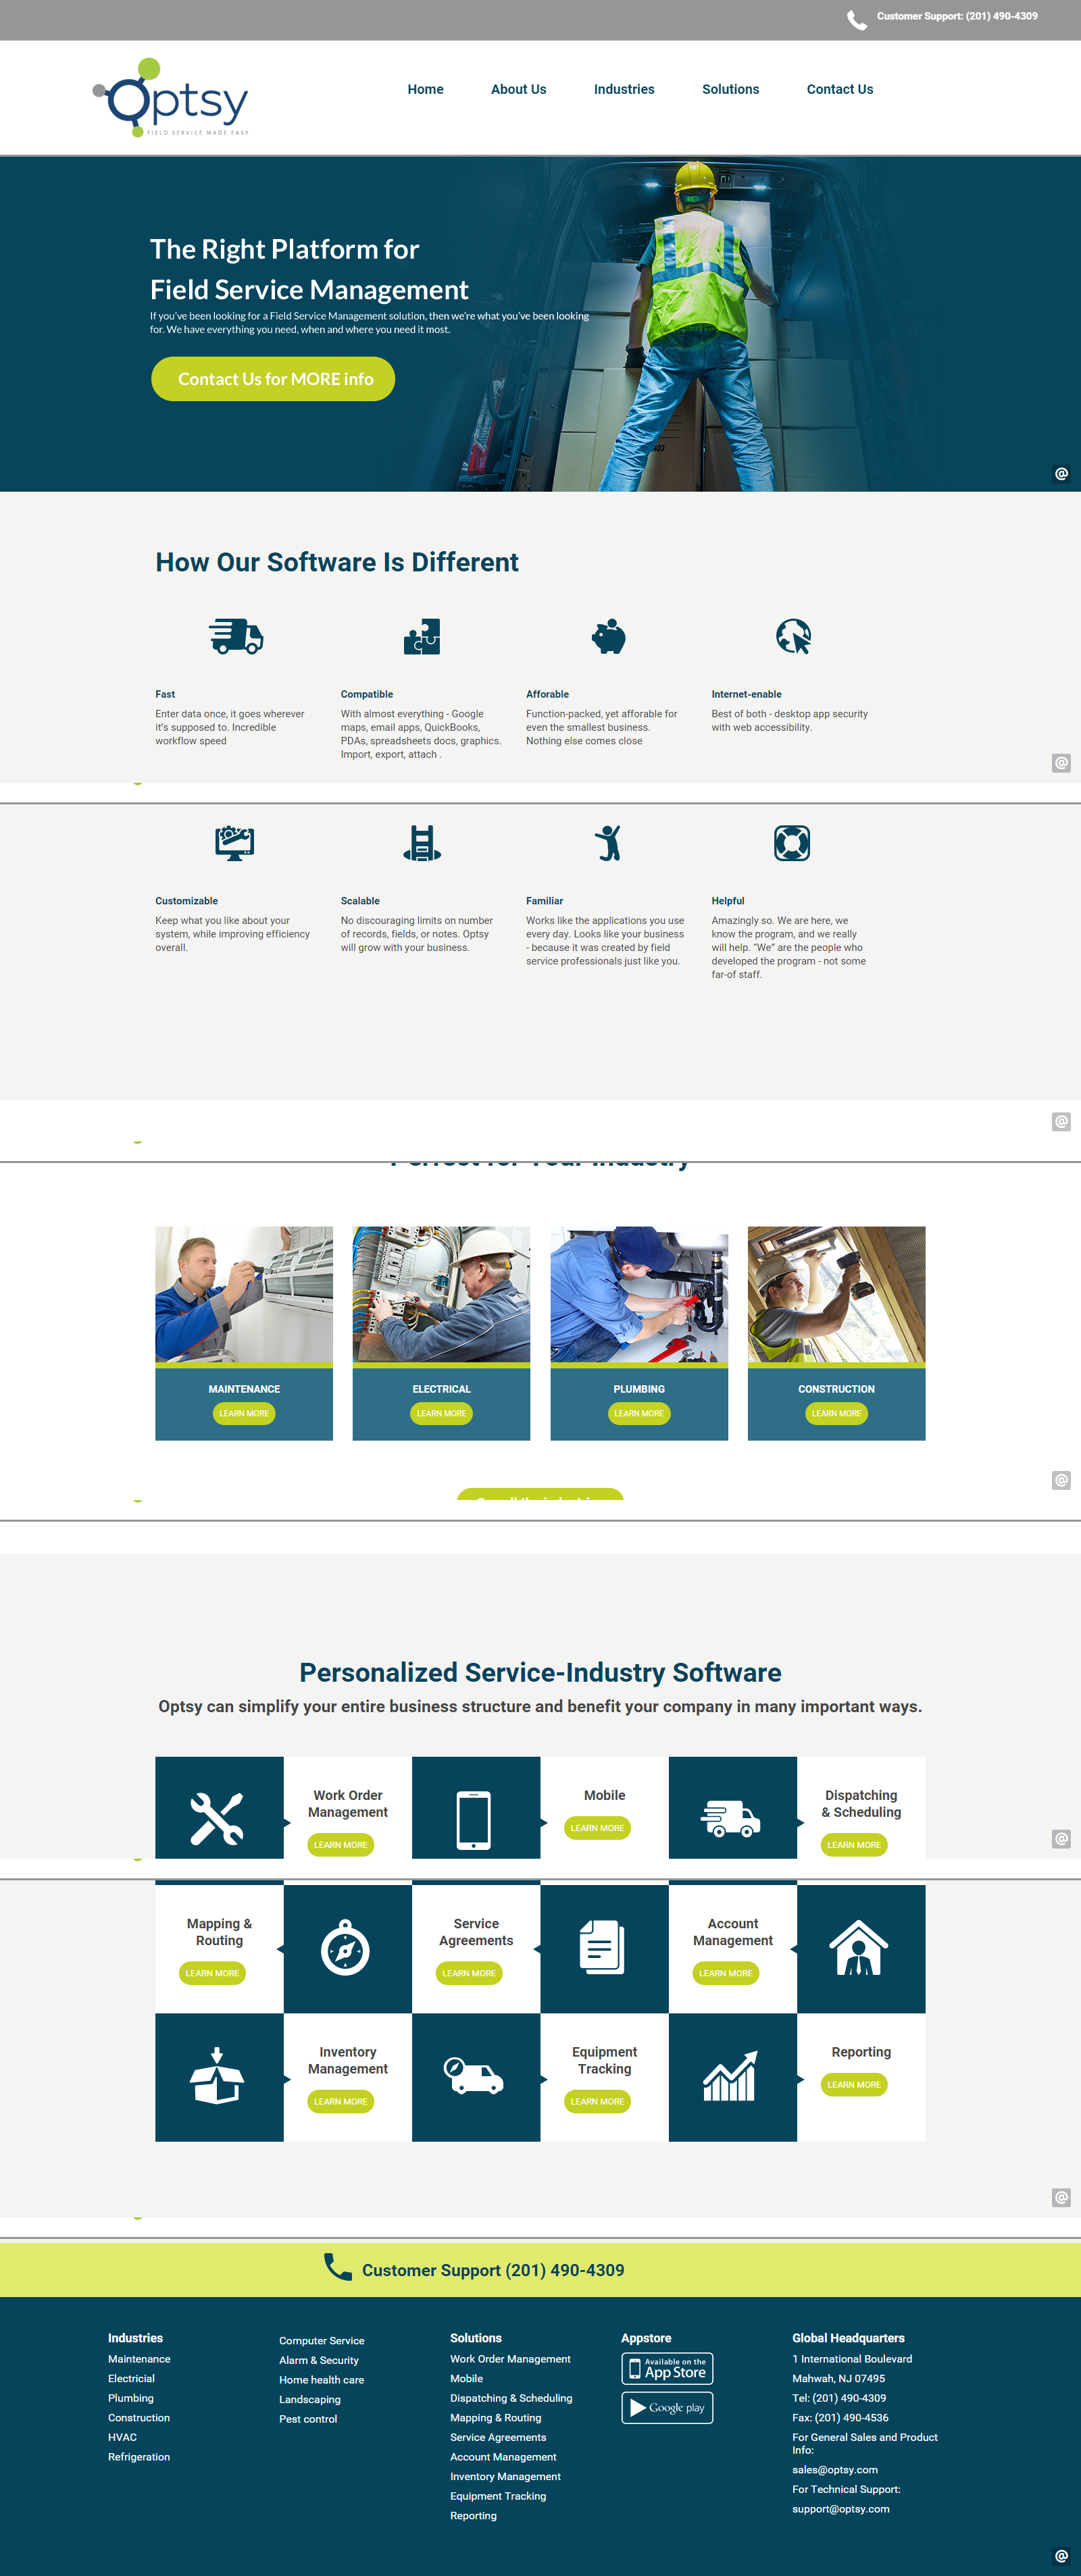 Customer Support: (201) 490-4309
Optsy
FIELD SERVICE MADE EASY
Home
About Us
Industries
Solutions
Contact Us
The Right Platform for
Field Service Management
If you've been looking for a Field Service Management solution, then we're what you've been looking
for. We have everything you need, when and where you need it most.
Contact Us for MORE info
@
How Our Software Is Different
Fast
Enter data once, it goes wherever
it's supposed to. Incredible
workflow speed
Compatible
With almost everything - Google
maps, email apps, QuickBooks,
PDAs, spreadsheets docs, graphics.
Import, export, attach .
Afforable
Function-packed, yet afforable for
even the smallest business.
Nothing else comes close
Internet-enable
Best of both - desktop app security
with web accessibility.
@
Customizable
Keep what you like about your
system, while improving efficiency
overall.
Scalable
No discouraging limits on number
of records, fields, or notes. Optsy
will grow with your business.
Familiar
Works like the applications you use
every day. Looks like your business
- because it was created by field
service professionals just like you.
Helpful
Amazingly so. We are here, we
know the program, and we really
will help. "We" are the people who
developed the program - not some
far-of staff.
@
Perfect for Your Industry
MAINTENANCE
LEARN MORE
ELECTRICAL
LEARN MORE
PLUMBING
LEARN MORE
CONSTRUCTION
LEARN MORE
@
Personalized Service-Industry Software
Optsy can simplify your entire business structure and benefit your company in many important ways.
Work Order
Management
LEARN MORE
Mobile
LEARN MORE
Dispatching
& Scheduling
LEARN MORE
@
Mapping &
Routing
LEARN MORE
Service
Agreements
LEARN MORE
Account
Management
LEARN MORE
Inventory
Management
LEARN MORE
Equipment
Tracking
LEARN MORE
Reporting
LEARN MORE
@
Customer Support (201) 490-4309
Industries
Maintenance
Electricial
Plumbing
Construction
HVAC
Refrigeration
Computer Service
Alarm & Security
Home health care
Landscaping
Pest control
Solutions
Work Order Management
Mobile
Dispatching & Scheduling
Mapping & Routing
Service Agreements
Account Management
Inventory Management
Equipment Tracking
Reporting
Appstore
Available on the
App Store
Google play
Global Headquarters
1 International Boulevard
Mahwah, NJ 07495
Tel: (201) 490-4309
Fax: (201) 490-4536
For General Sales and Product
Info:
sales@optsy.com
For Technical Support:
support@optsy.com
@